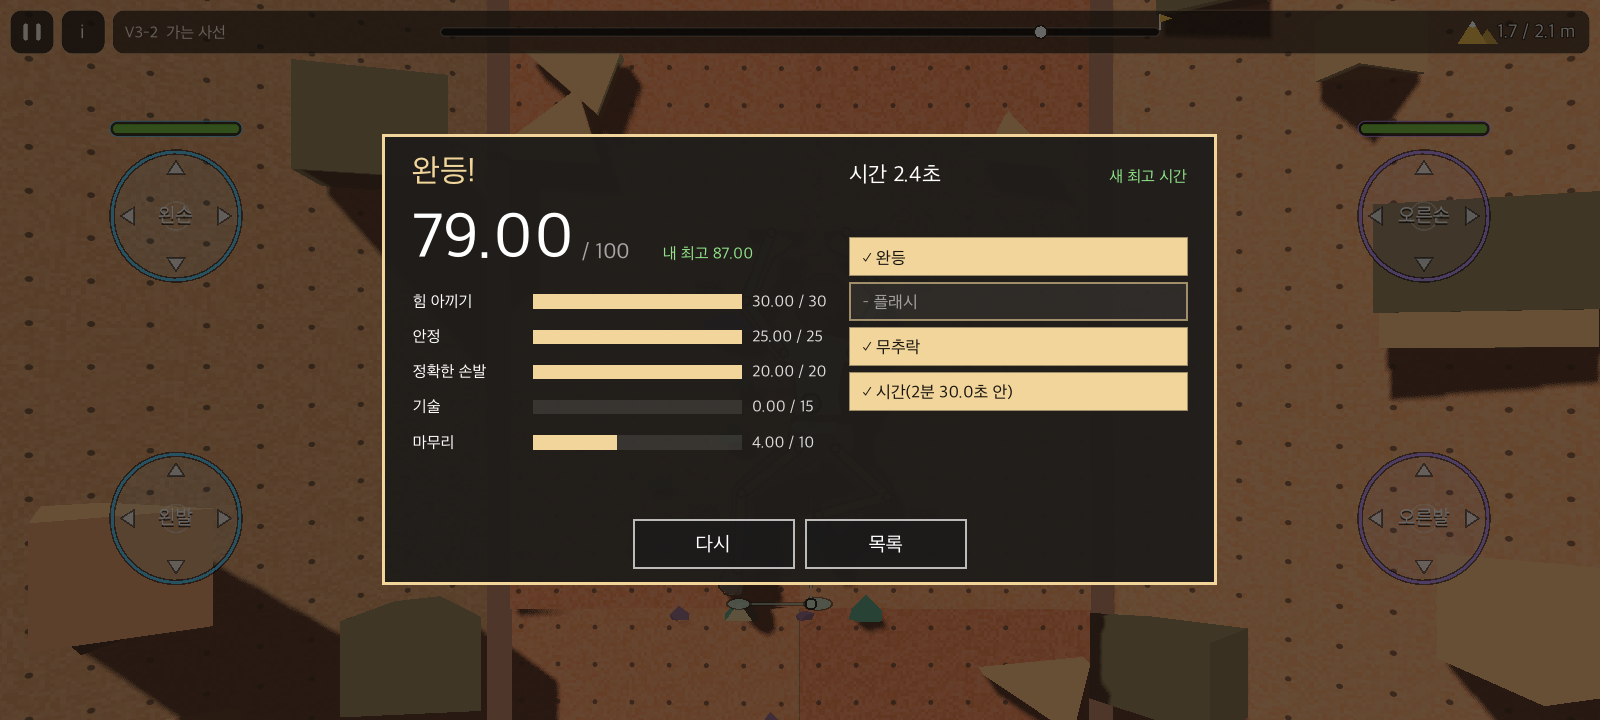 i
V3-2 가는 사선
1.7 / 2.1 m
완등!
79.00 / 100
내 최고 87.00
힘 아끼기 30.00 / 30
안정 25.00 / 25
정확한 손발 20.00 / 20
기술 0.00 / 15
마무리 4.00 / 10
시간 2.4초
새 최고 시간
✓ 완등
- 플래시
✓ 무추락
✓ 시간(2분 30.0초 안)
다시
목록
왼손
오른손
왼발
오른발